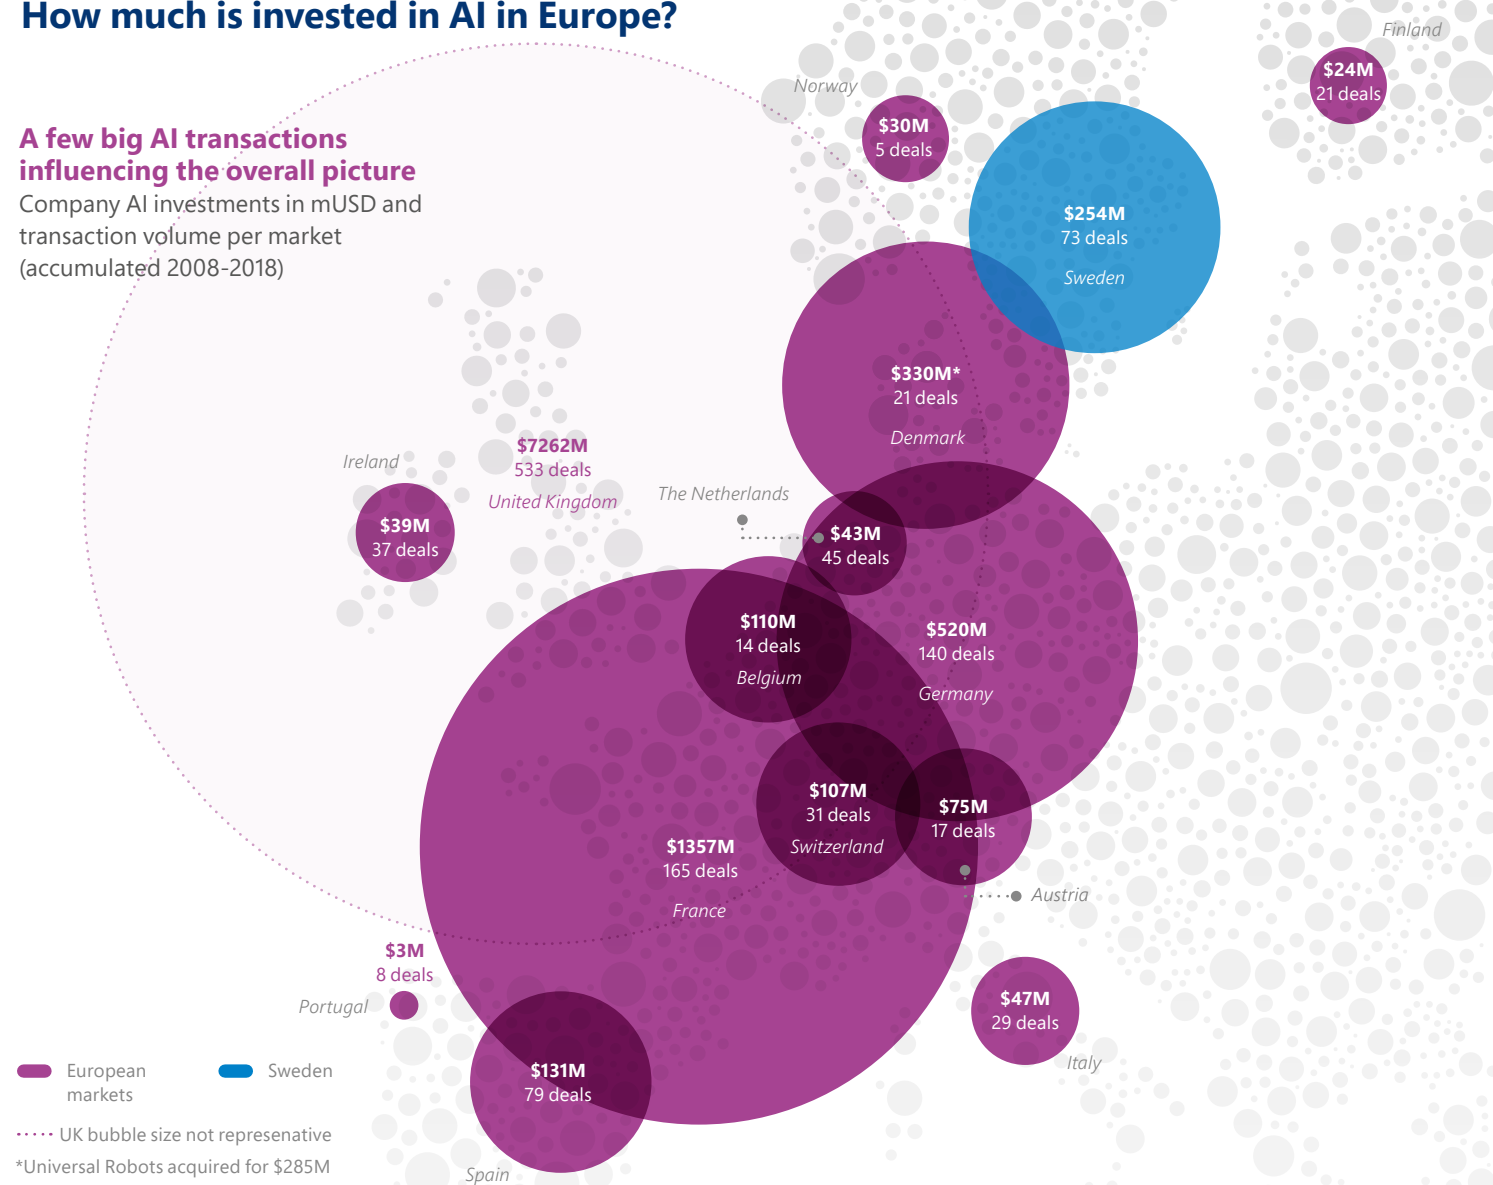 How much is invested in AI in Europe?
A few big AI transactions
influencing the overall picture
Company AI investments in mUSD and
transaction volume per market
(accumulated 2008-2018)
Finland
$24M
21 deals
Norway
$30M
5 deals
$254M
73 deals
Sweden
$330M*
21 deals
Denmark
$7262M
533 deals
United Kingdom
Ireland
$39M
37 deals
The Netherlands
$43M
45 deals
$110M
14 deals
Belgium
$520M
140 deals
Germany
$107M
31 deals
Switzerland
$75M
17 deals
Austria
$1357M
165 deals
France
$3M
8 deals
Portugal
$47M
29 deals
Italy
$131M
79 deals
Spain
European
markets
Sweden
UK bubble size not represenative
*Universal Robots acquired for $285M